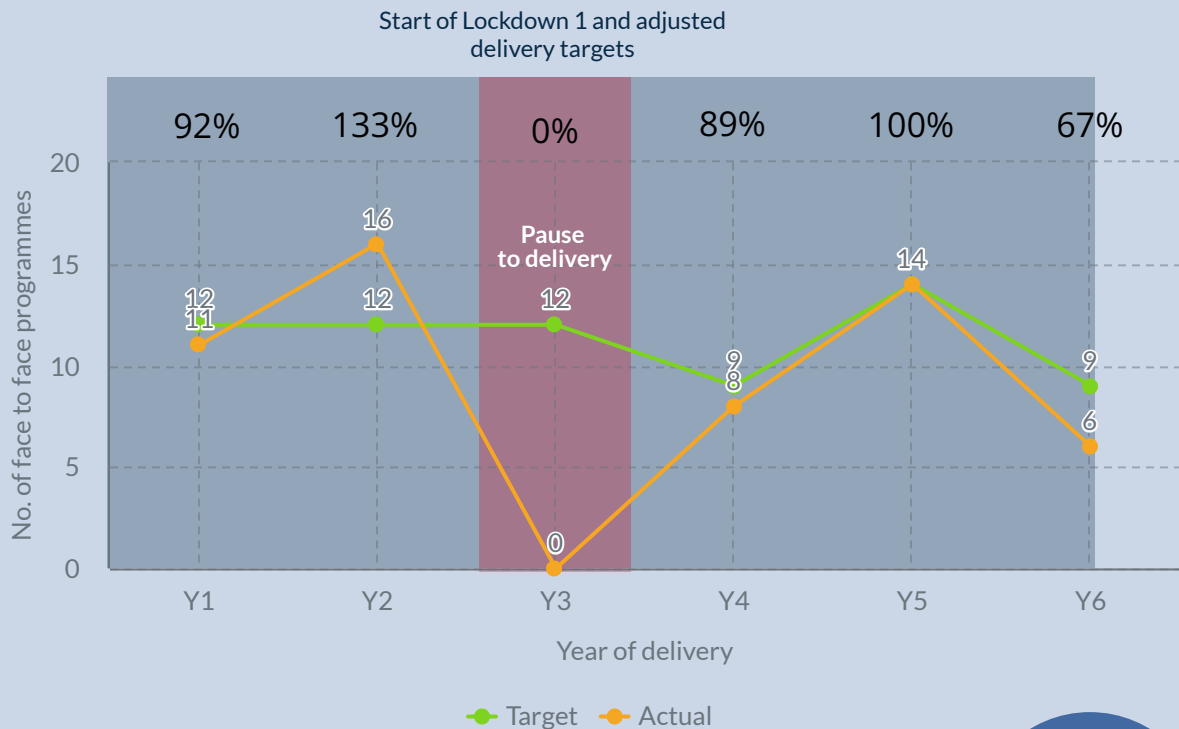 Start of Lockdown 1 and adjusted
delivery targets
92% 133% 0% 89% 100% 67%
20
15
10
5
0
No. of face to face programmes
Pause
to delivery
12
11
16
12
12
0
9
8
14
9
6
Y1 Y2 Y3 Y4 Y5 Y6
Year of delivery
Target Actual